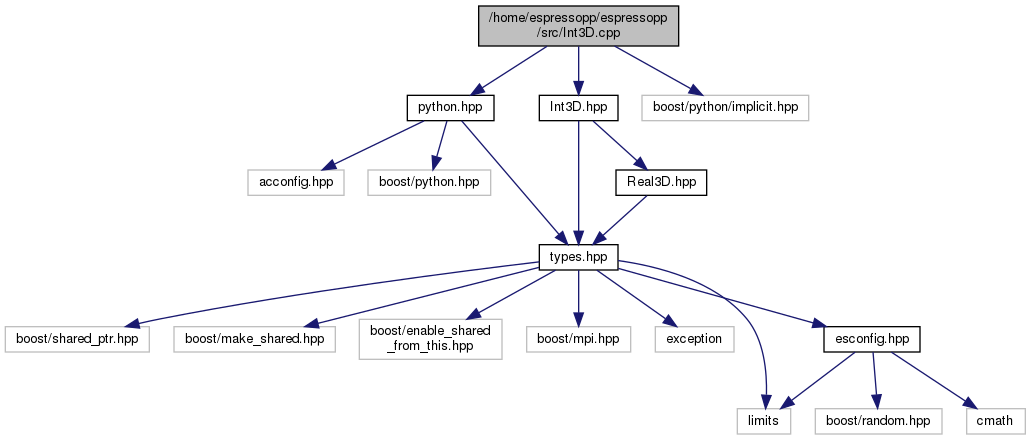 /home/espressopp/espressopp
/src/Int3D.cpp
python.hpp
Int3D.hpp
boost/python/implicit.hpp
acconfig.hpp
boost/python.hpp
Real3D.hpp
types.hpp
boost/shared_ptr.hpp
boost/make_shared.hpp
boost/enable_shared
_from_this.hpp
boost/mpi.hpp
exception
esconfig.hpp
limits
boost/random.hpp
cmath